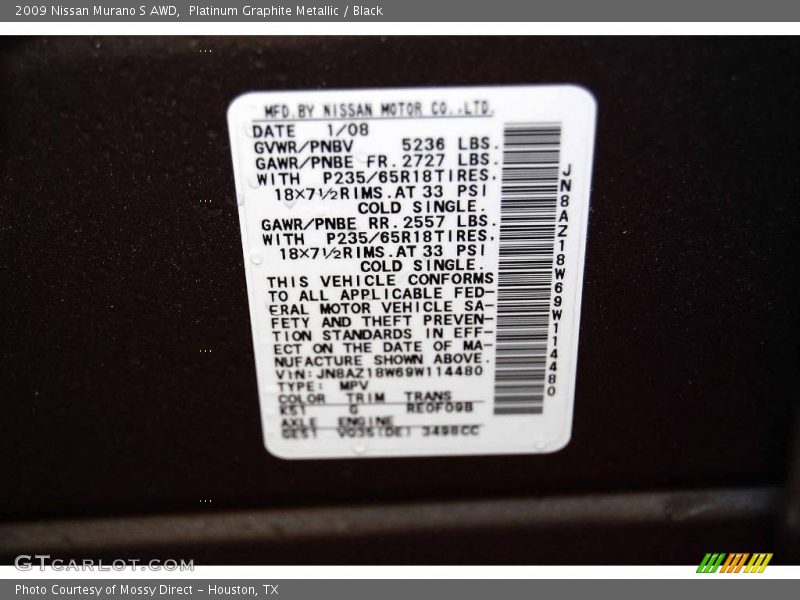 2009 Nissan Murano S AWD,  Platinum Graphite Metallic / Black
MFD.BY NISSAN MOTOR CO.,LTD.
DATE 1/08
GVWR/PNBV 5236 LBS.
GAWR/PNBE FR.2727 LBS.
WITH P235/65R18TIRES.
18×7½RIMS.AT 33 PSI
COLD SINGLE.
GAWR/PNBE RR.2557 LBS.
WITH P235/65R18TIRES,
18×7½RIMS.AT 33 PSI
COLD SINGLE.
THIS VEHICLE CONFORMS
TO ALL APPLICABLE FED-
ERAL MOTOR VEHICLE SA-
FETY AND THEFT PREVEN-
TION STANDARDS IN EFF-
ECT ON THE DATE OF MA-
NUFACTURE SHOWN ABOVE.
VIN:JN8AZ18W69W114480
TYPE: MPV
COLOR TRIM TRANS
K51 G RE0F09B
AXLE ENGINE
GE51 VQ35(DE) 3498CC
JN8AZ18W69W114480
GTCARLOT.COM
Photo Courtesy of Mossy Direct – Houston, TX